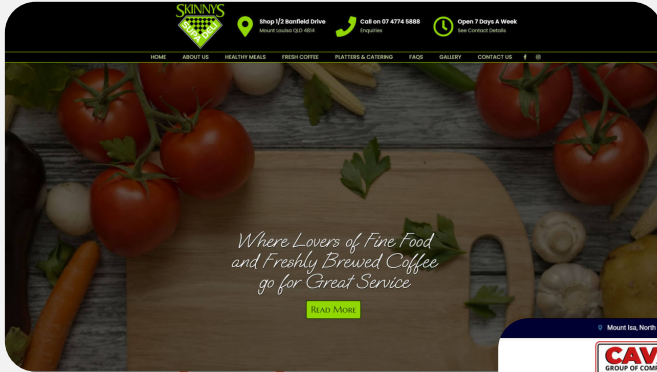 SKINNYS
SUPA DELI
Shop 1/2 Banfield Drive
Mount Louisa QLD 4814
Call on 07 4774 5888
Enquiries
Open 7 Days A Week
See Contact Details
HOME ABOUT US HEALTHY MEALS FRESH COFFEE PLATTERS & CATERING FAQS GALLERY CONTACT US
Where Lovers of Fine Food
and Freshly Brewed Coffee
go for Great Service
READ MORE
Mount Isa, North
CAV
GROUP OF COMP